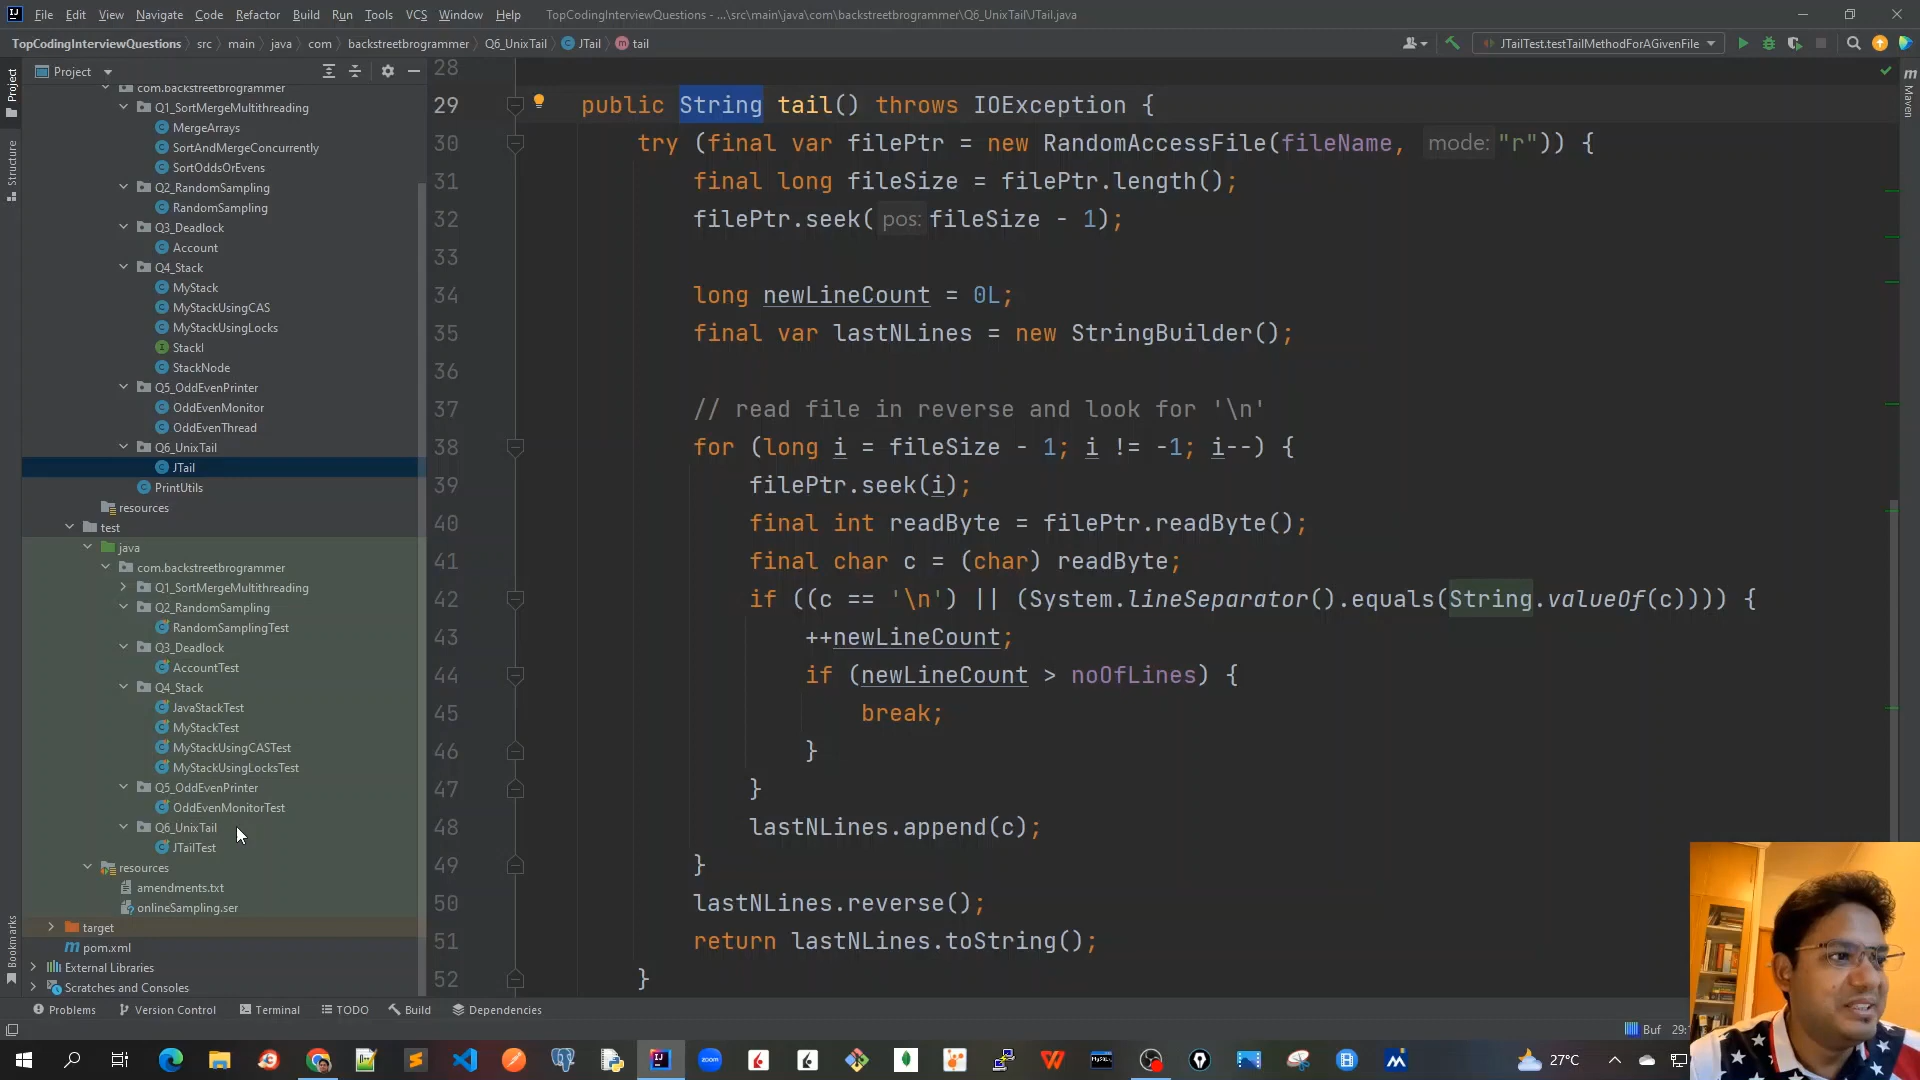 File Edit View Navigate Code Refactor Build Run Tools VCS Window Help TopCodingInterviewQuestions - ...\src\main\java\com\backstreetbrogrammer\Q6_UnixTail\JTail.java
TopCodingInterviewQuestions src main java com backstreetbrogrammer Q6_UnixTail JTail tail
JTailTest.testTailMethodForAGivenFile
Project
Project
Structure
Bookmarks
Maven
com.backstreetbrogrammer
Q1_SortMergeMultithreading
MergeArrays
SortAndMergeConcurrently
SortOddsOrEvens
Q2_RandomSampling
RandomSampling
Q3_Deadlock
Account
Q4_Stack
MyStack
MyStackUsingCAS
MyStackUsingLocks
StackI
StackNode
Q5_OddEvenPrinter
OddEvenMonitor
OddEvenThread
Q6_UnixTail
JTail
PrintUtils
resources
test
java
com.backstreetbrogrammer
Q1_SortMergeMultithreading
Q2_RandomSampling
RandomSamplingTest
Q3_Deadlock
AccountTest
Q4_Stack
JavaStackTest
MyStackTest
MyStackUsingCASTest
MyStackUsingLocksTest
Q5_OddEvenPrinter
OddEvenMonitorTest
Q6_UnixTail
JTailTest
resources
amendments.txt
onlineSampling.ser
target
pom.xml
External Libraries
Scratches and Consoles
28
29 public String tail() throws IOException {
30 try (final var filePtr = new RandomAccessFile(fileName, mode: "r")) {
31 final long fileSize = filePtr.length();
32 filePtr.seek( pos: fileSize - 1);
33
34 long newLineCount = 0L;
35 final var lastNLines = new StringBuilder();
36
37 // read file in reverse and look for '\n'
38 for (long i = fileSize - 1; i != -1; i--) {
39 filePtr.seek(i);
40 final int readByte = filePtr.readByte();
41 final char c = (char) readByte;
42 if ((c == '\n') || (System.lineSeparator().equals(String.valueOf(c)))) {
43 ++newLineCount;
44 if (newLineCount > noOfLines) {
45 break;
46 }
47 }
48 lastNLines.append(c);
49 }
50 lastNLines.reverse();
51 return lastNLines.toString();
52 }
Problems Version Control Terminal TODO Build Dependencies
Buf 29:
zoom 27°C